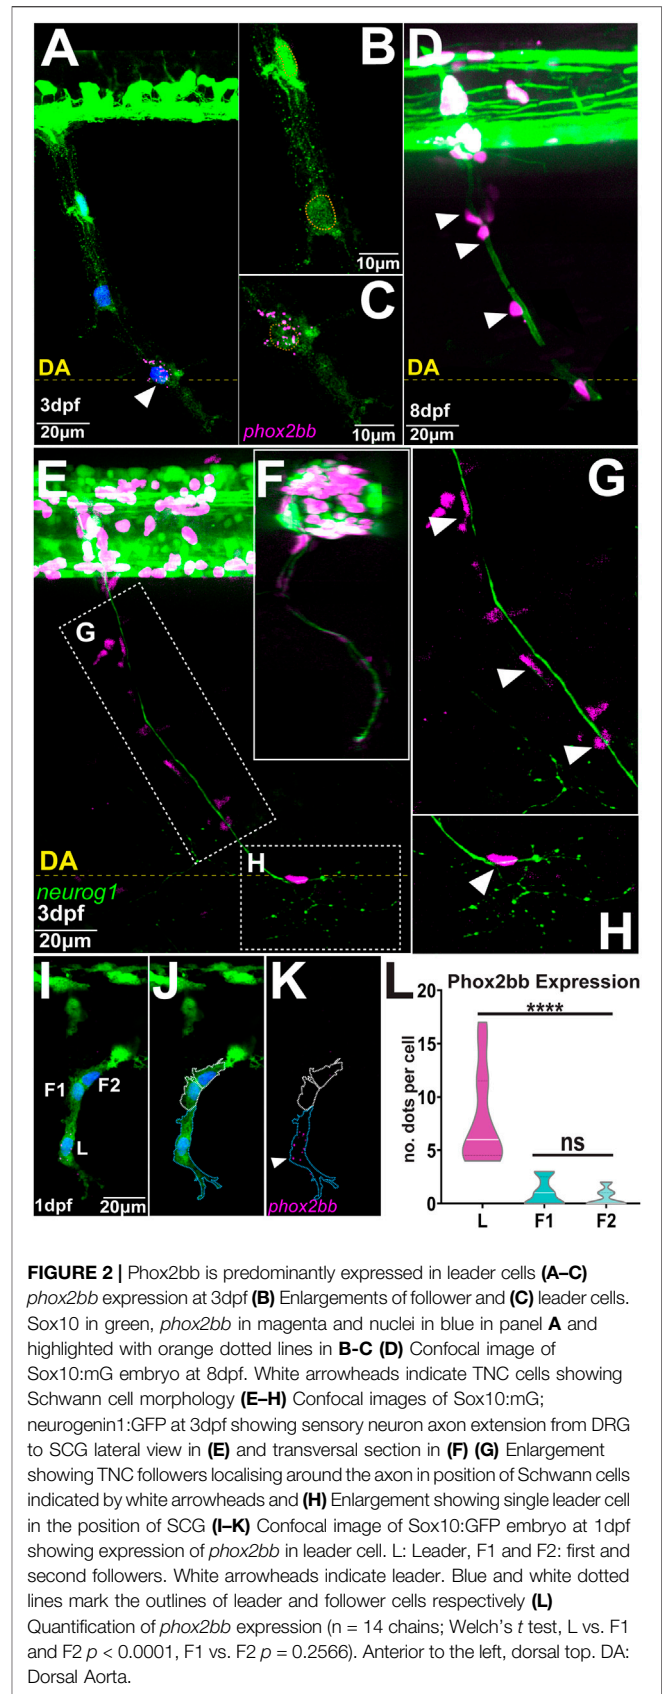 A
B
D
10µm
C
DA
DA
3dpf
8dpf
20µm
phox2bb
10µm
20µm
E
F
G
G
DA
H
neurog1
3dpf
20µm
H
I
J
K
F1
F2
L
1dpf
20µm
phox2bb
L
Phox2bb Expression
20
****
15
no. dots per cell
10
5
ns
0
L
F1
F2
FIGURE 2 | Phox2bb is predominantly expressed in leader cells (A–C)
phox2bb expression at 3dpf (B) Enlargements of follower and (C) leader cells.
Sox10 in green, phox2bb in magenta and nuclei in blue in panel A and
highlighted with orange dotted lines in B-C (D) Confocal image of
Sox10:mG embryo at 8dpf. White arrowheads indicate TNC cells showing
Schwann cell morphology (E–H) Confocal images of Sox10:mG;
neurogenin1:GFP at 3dpf showing sensory neuron axon extension from DRG
to SCG lateral view in (E) and transversal section in (F) (G) Enlargement
showing TNC followers localising around the axon in position of Schwann cells
indicated by white arrowheads and (H) Enlargement showing single leader cell
in the position of SCG (I–K) Confocal image of Sox10:GFP embryo at 1dpf
showing expression of phox2bb in leader cell. L: Leader, F1 and F2: first and
second followers. White arrowheads indicate leader. Blue and white dotted
lines mark the outlines of leader and follower cells respectively (L)
Quantification of phox2bb expression (n = 14 chains; Welch's t test, L vs. F1
and F2 p < 0.0001, F1 vs. F2 p = 0.2566). Anterior to the left, dorsal top. DA:
Dorsal Aorta.